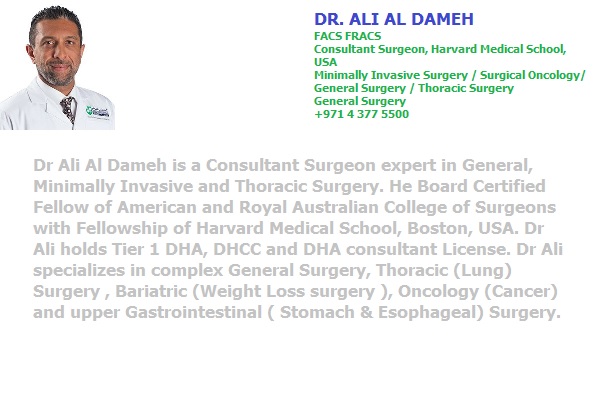 DR. ALI AL DAMEH
FACS FRACS
Consultant Surgeon, Harvard Medical School,
USA
Minimally Invasive Surgery / Surgical Oncology/
General Surgery / Thoracic Surgery
General Surgery
+971 4 377 5500
Dr Ali Al Dameh is a Consultant Surgeon expert in General,
Minimally Invasive and Thoracic Surgery. He Board Certified
Fellow of American and Royal Australian College of Surgeons
with Fellowship of Harvard Medical School, Boston, USA. Dr
Ali holds Tier 1 DHA, DHCC and DHA consultant License. Dr Ali
specializes in complex General Surgery, Thoracic (Lung)
Surgery , Bariatric (Weight Loss surgery ), Oncology (Cancer)
and upper Gastrointestinal ( Stomach & Esophageal) Surgery.